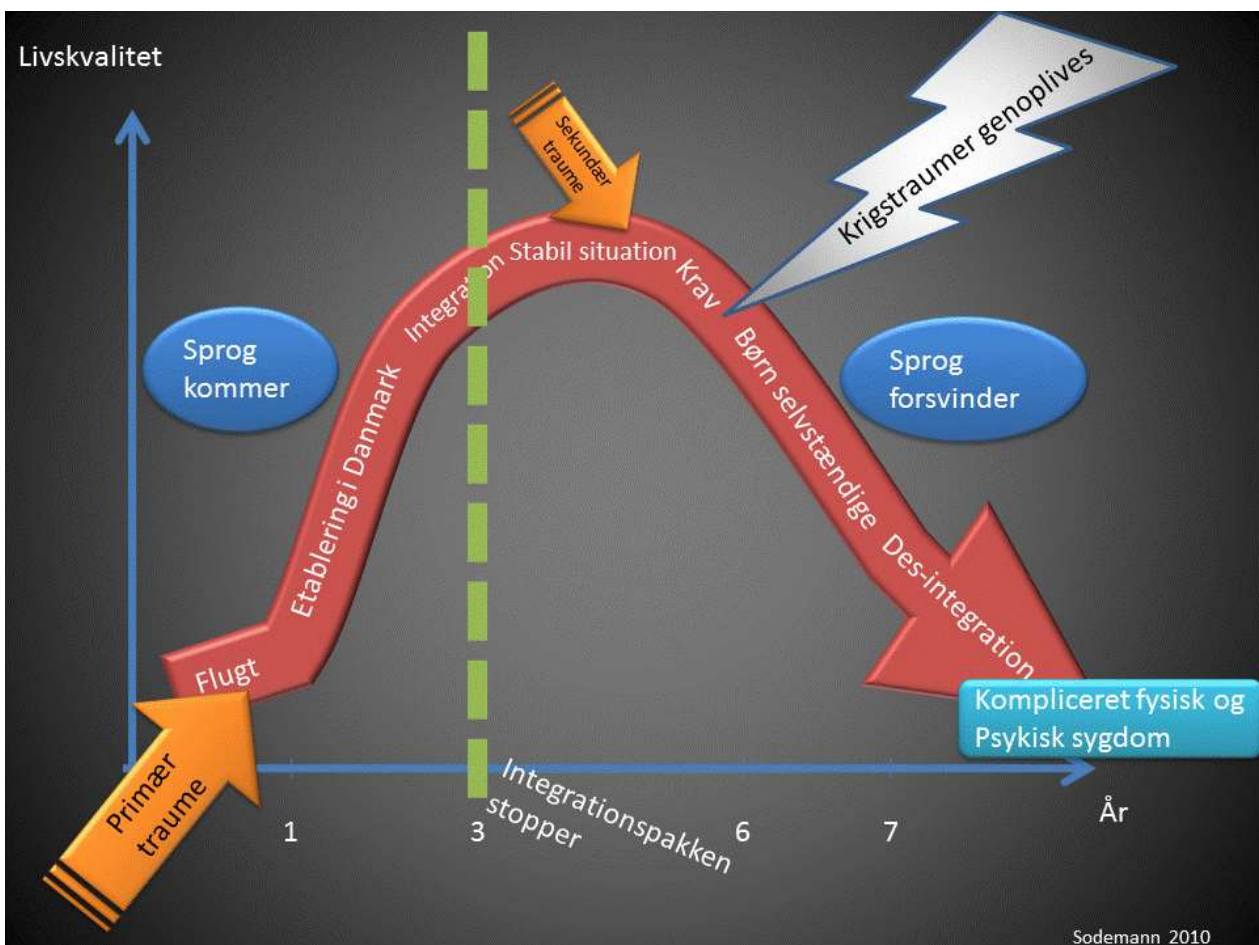 Livskvalitet
Sekundær
traume
Krigstraumer genoplives
Stabil situation
Integration
Krav
Sprog
kommer
Børn selvstændige
Sprog
forsvinder
Etablering i Danmark
Des-integration
Flugt
Kompliceret fysisk og
Psykisk sygdom
Primær
traume
Integrationspakken
stopper
År
1
3
6
7
Sodemann 2010